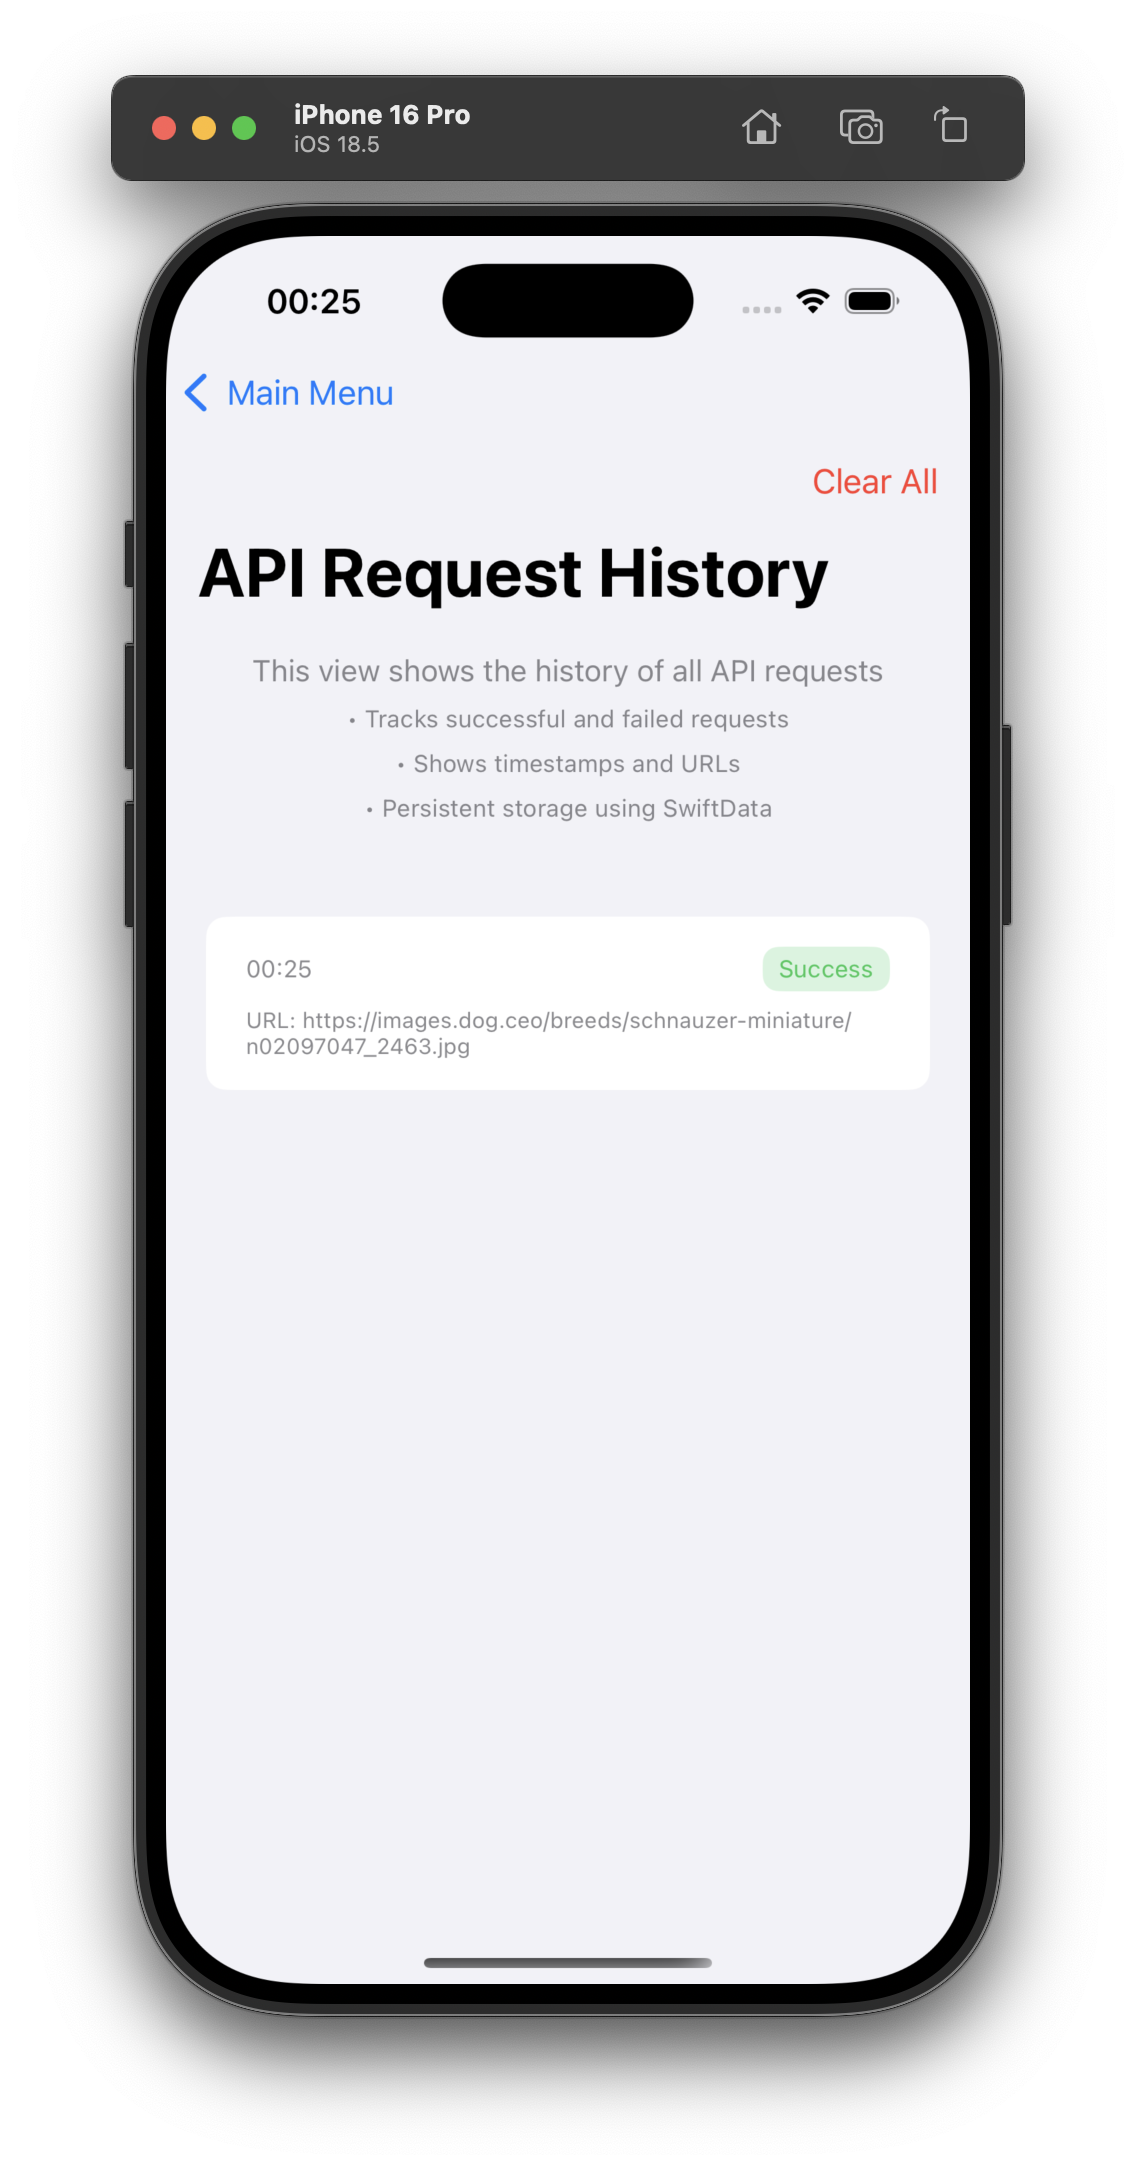 iPhone 16 Pro
iOS 18.5
00:25
Main Menu
Clear All
API Request History
This view shows the history of all API requests
• Tracks successful and failed requests
• Shows timestamps and URLs
• Persistent storage using SwiftData
00:25
Success
URL: https://images.dog.ceo/breeds/schnauzer-miniature/
n02097047_2463.jpg